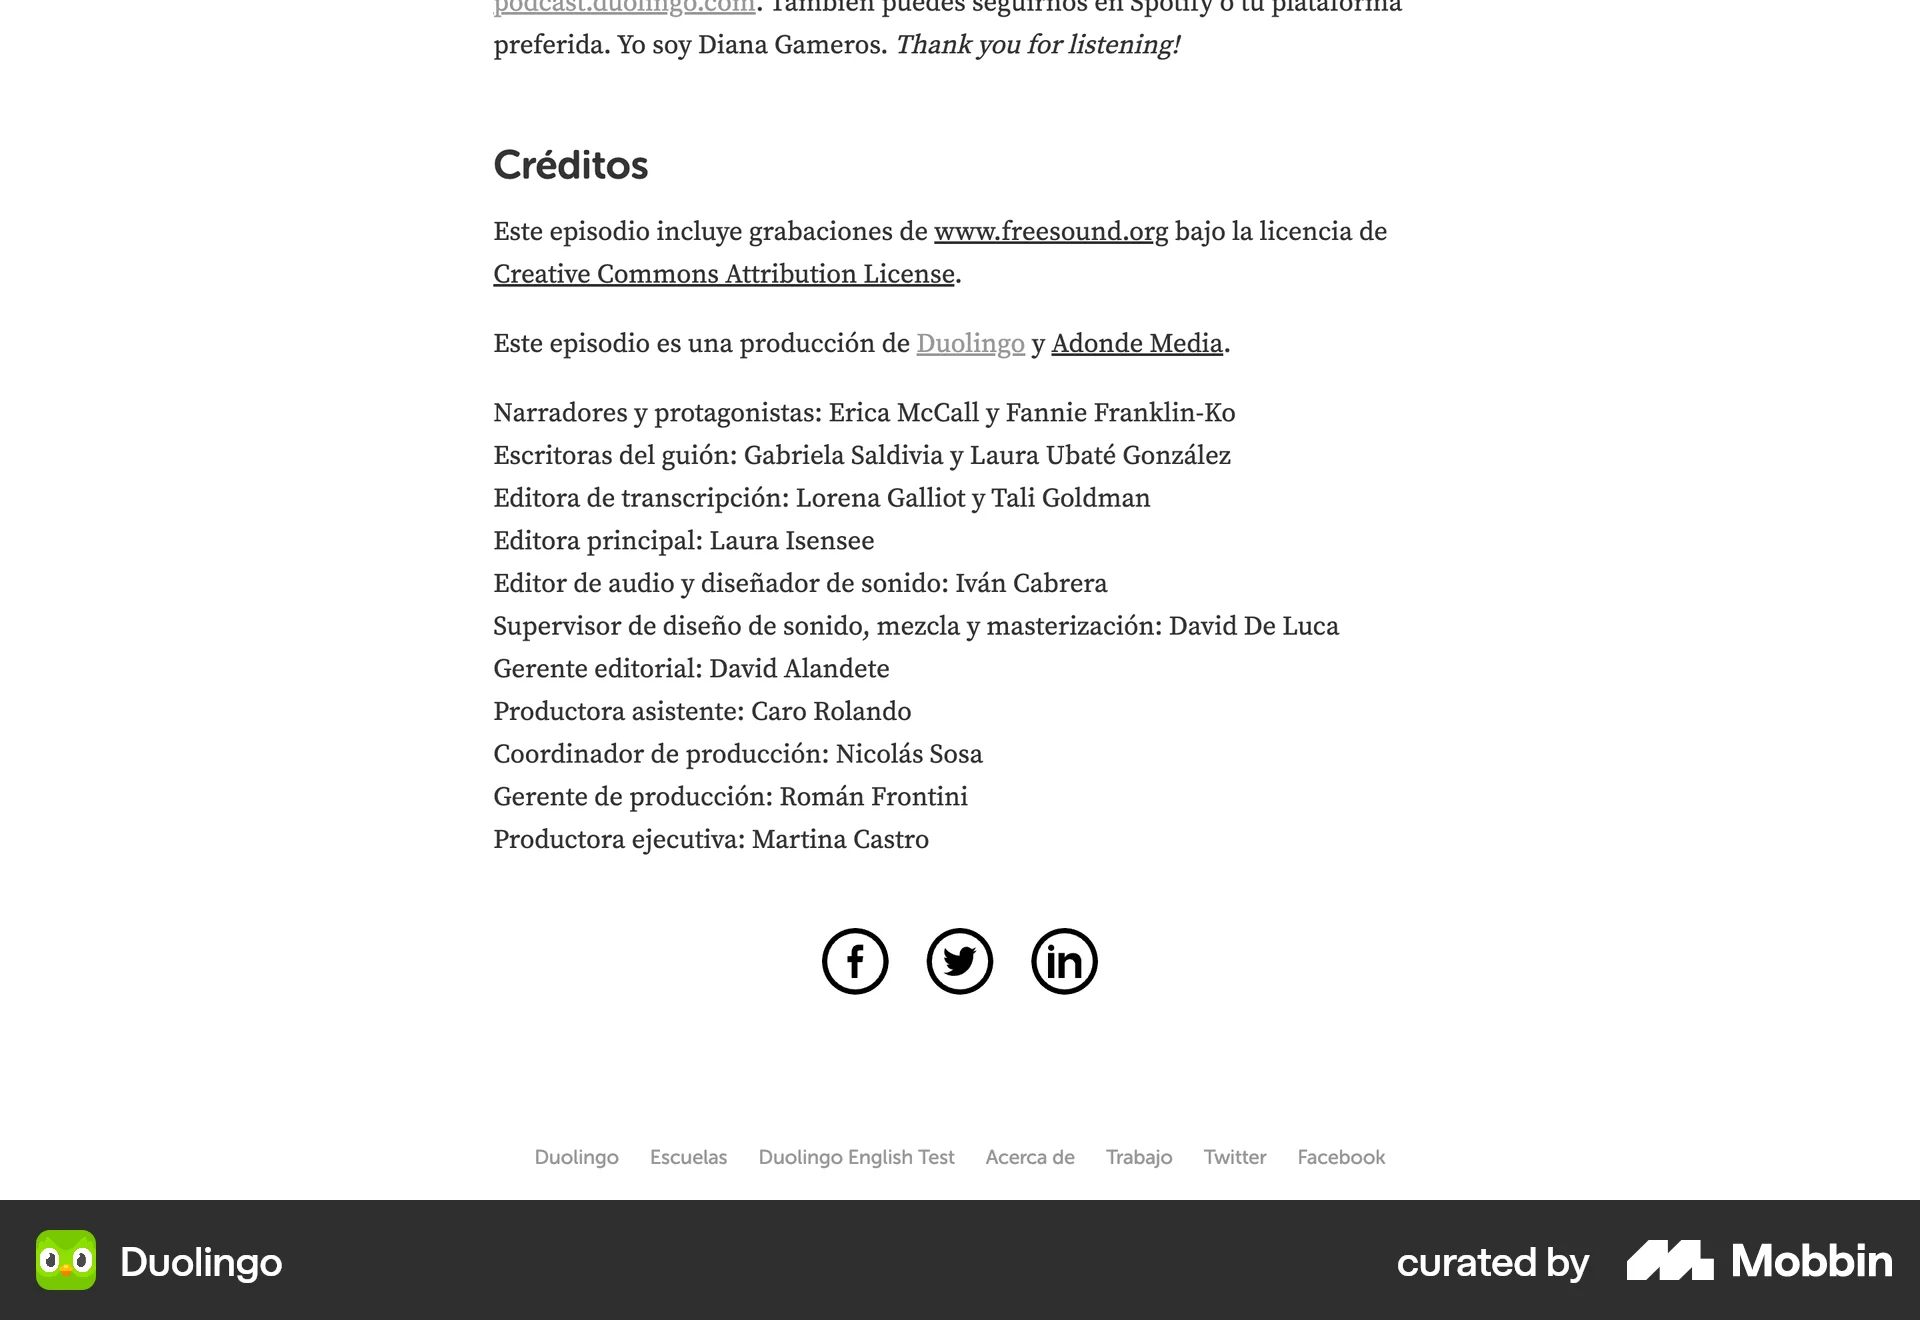 podcast.duolingo.com. También puedes seguirnos en Spotify o tu plataforma
preferida. Yo soy Diana Gameros. Thank you for listening!
Créditos
Este episodio incluye grabaciones de www.freesound.org bajo la licencia de
Creative Commons Attribution License.
Este episodio es una producción de Duolingo y Adonde Media.
Narradores y protagonistas: Erica McCall y Fannie Franklin-Ko
Escritoras del guión: Gabriela Saldivia y Laura Ubaté González
Editora de transcripción: Lorena Galliot y Tali Goldman
Editora principal: Laura Isensee
Editor de audio y diseñador de sonido: Iván Cabrera
Supervisor de diseño de sonido, mezcla y masterización: David De Luca
Gerente editorial: David Alandete
Productora asistente: Caro Rolando
Coordinador de producción: Nicolás Sosa
Gerente de producción: Román Frontini
Productora ejecutiva: Martina Castro
f in
Duolingo Escuelas Duolingo English Test Acerca de Trabajo Twitter Facebook
Duolingo curated by Mobbin